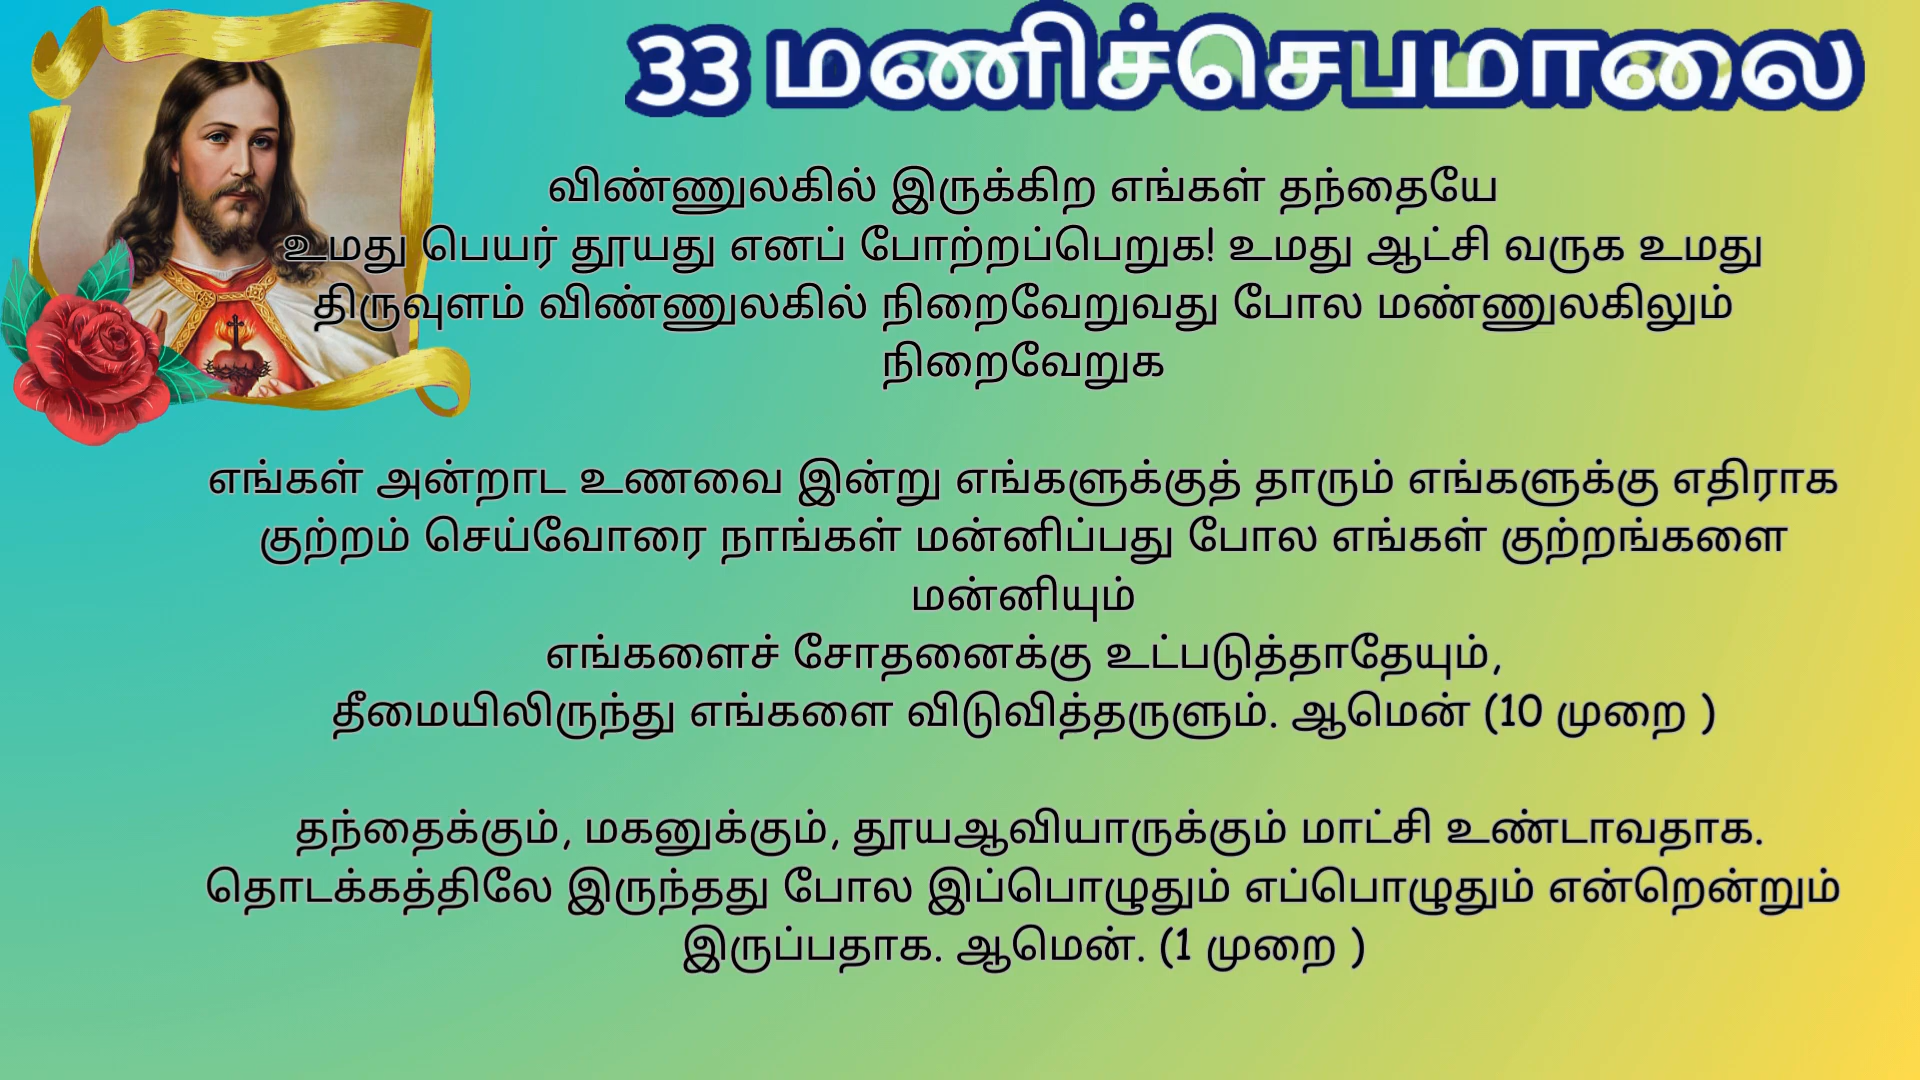 33 மணிச்செபமாலை
விண்ணுலகில் இருக்கிற எங்கள் தந்தையே
உமது பெயர் தூயது எனப் போற்றப்பெறுக! உமது ஆட்சி வருக உமது
திருவுளம் விண்ணுலகில் நிறைவேறுவது போல மண்ணுலகிலும்
நிறைவேறுக
எங்கள் அன்றாட உணவை இன்று எங்களுக்குத் தாரும் எங்களுக்கு எதிராக
குற்றம் செய்வோரை நாங்கள் மன்னிப்பது போல எங்கள் குற்றங்களை
மன்னியும்
எங்களைச் சோதனைக்கு உட்படுத்தாதேயும்,
தீமையிலிருந்து எங்களை விடுவித்தருளும். ஆமென் (10 முறை )
தந்தைக்கும், மகனுக்கும், தூயஆவியாருக்கும் மாட்சி உண்டாவதாக.
தொடக்கத்திலே இருந்தது போல இப்பொழுதும் எப்பொழுதும் என்றென்றும்
இருப்பதாக. ஆமென். (1 முறை )